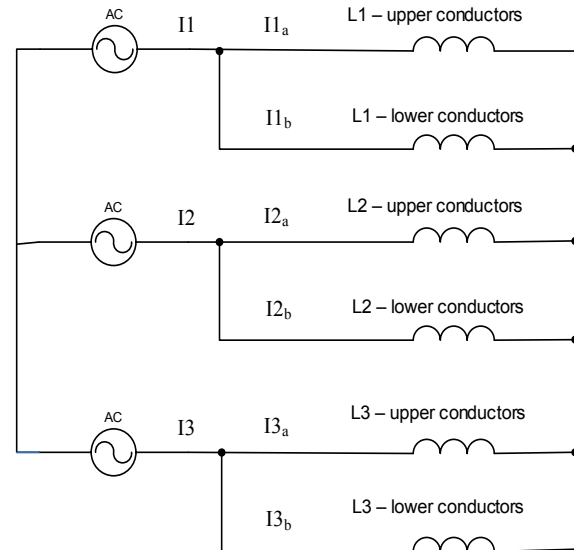 AC I1 I1a L1 – upper conductors
I1b L1 – lower conductors
AC I2 I2a L2 – upper conductors
I2b L2 – lower conductors
AC I3 I3a L3 – upper conductors
I3b L3 – lower conductors